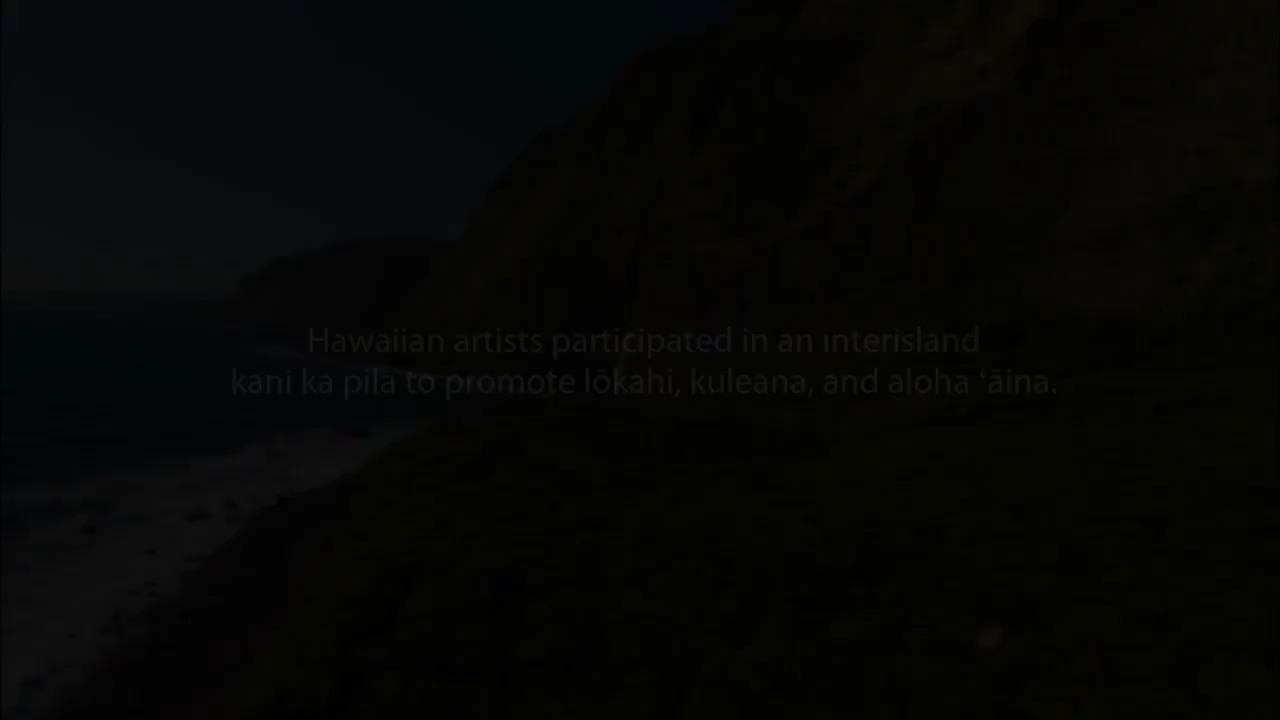 Hawaiian artists participated in an interisland
kani ka pila to promote lōkahi, kuleana, and aloha ʻāina.